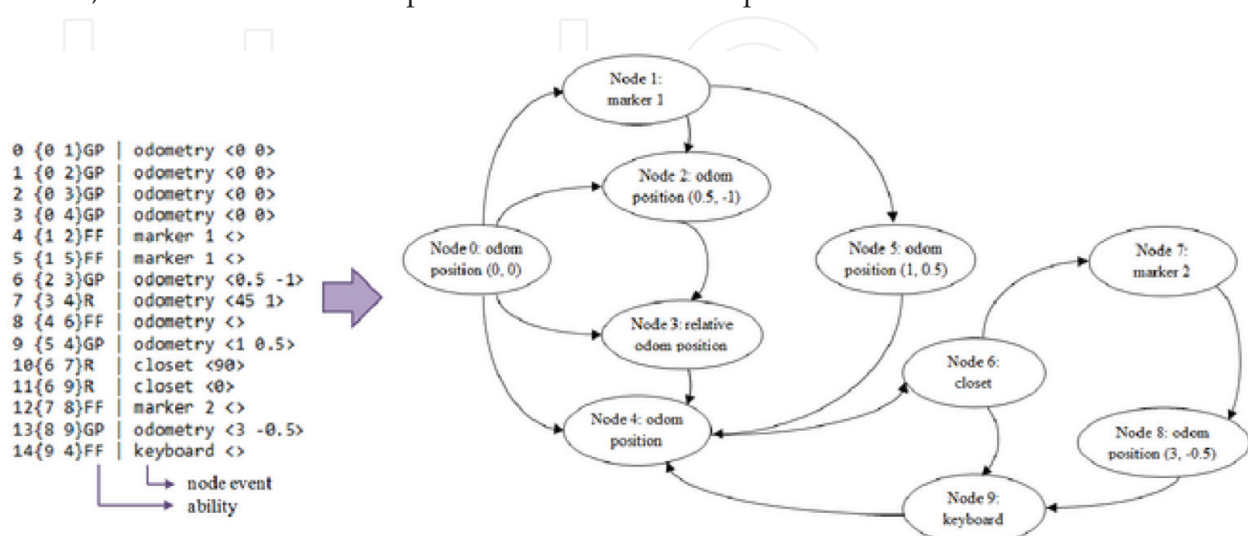 0 {0 1}GP | odometry <0 0>
1 {0 2}GP | odometry <0 0>
2 {0 3}GP | odometry <0 0>
3 {0 4}GP | odometry <0 0>
4 {1 2}FF | marker 1 <>
5 {1 5}FF | marker 1 <>
6 {2 3}GP | odometry <0.5 -1>
7 {3 4}R | odometry <45 1>
8 {4 6}FF | odometry <>
9 {5 4}GP | odometry <1 0.5>
10{6 7}R | closet <90>
11{6 9}R | closet <0>
12{7 8}FF | marker 2 <>
13{8 9}GP | odometry <3 -0.5>
14{9 4}FF | keyboard <>
node event
ability
Node 1:
marker 1
Node 2: odom
position (0.5, -1)
Node 0: odom
position (0, 0)
Node 5: odom
position (1, 0.5)
Node 7:
marker 2
Node 3: relative
odom position
Node 6:
closet
Node 4: odom
position
Node 8: odom
position (3, -0.5)
Node 9:
keyboard